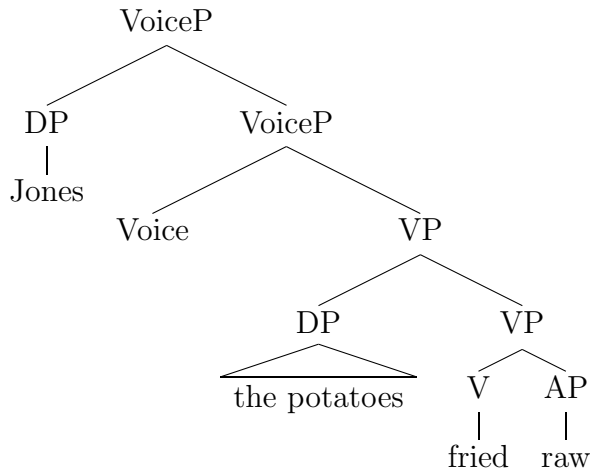 VoiceP
DP VoiceP
Jones
Voice VP
DP VP
the potatoes V AP
fried raw